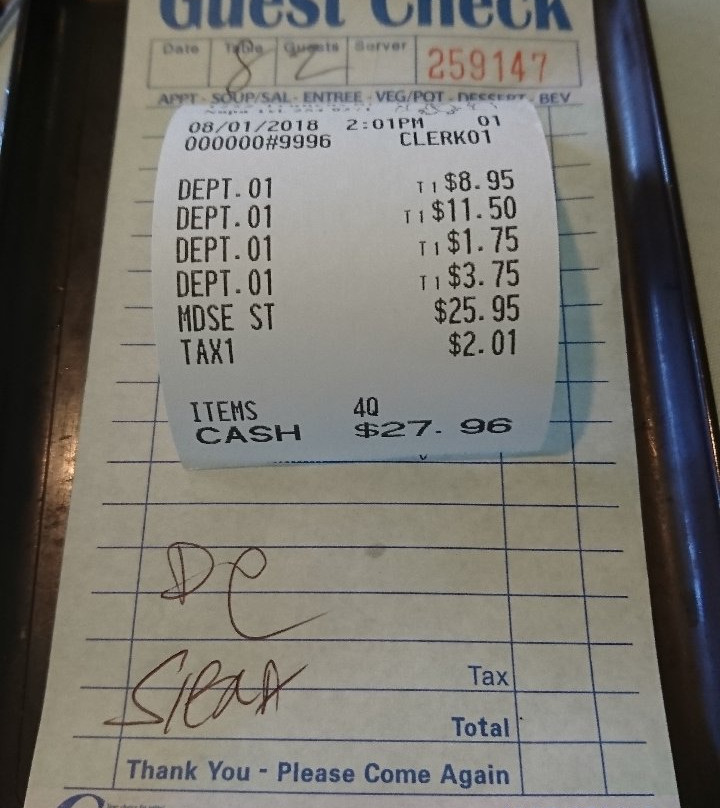 Guest Check
Date Table Guests Server 259147
8 2
APPT - SOUP/SAL - ENTREE - VEG/POT - DESSERT - BEV
08/01/2018 2:01PM 01
000000#9996 CLERK01
DEPT.01 T1 $8.95
DEPT.01 T1 $11.50
DEPT.01 T1 $1.75
DEPT.01 T1 $3.75
MDSE ST $25.95
TAX1 $2.01
ITEMS 4Q
CASH $27.96
Tax
Total
Thank You - Please Come Again